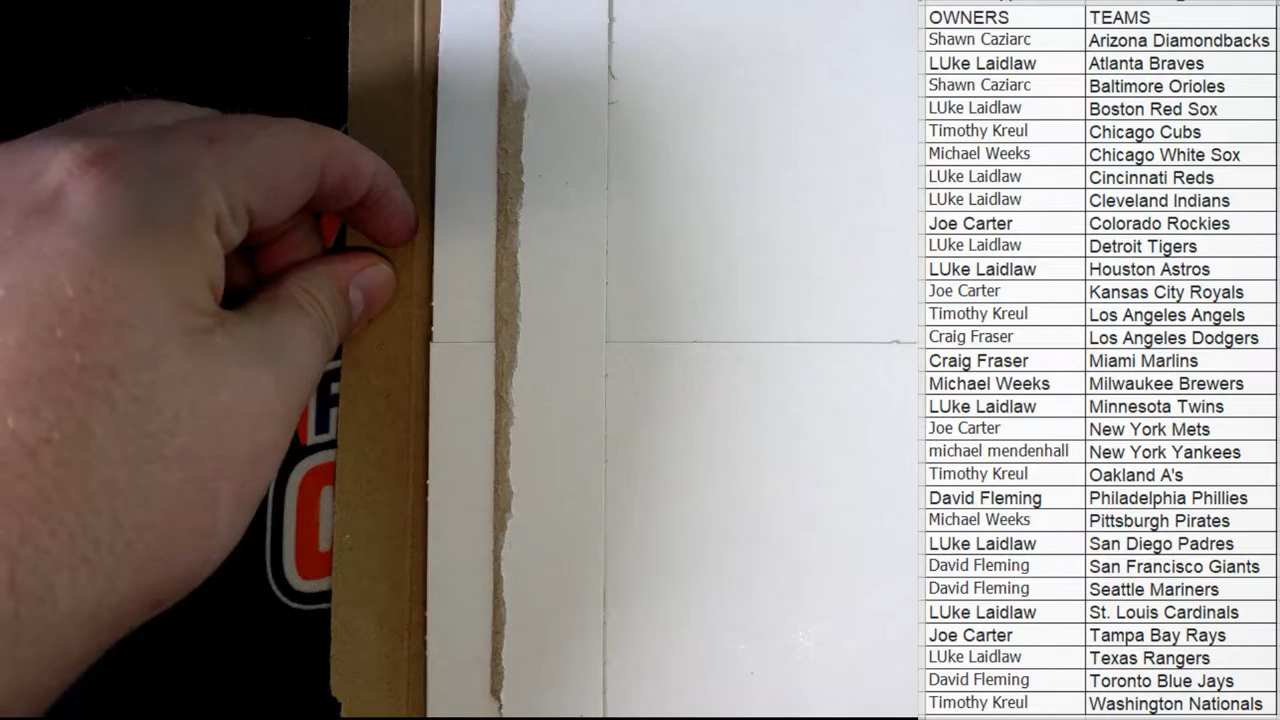 OWNERS TEAMS
Shawn Caziarc Arizona Diamondbacks
LUke Laidlaw Atlanta Braves
Shawn Caziarc Baltimore Orioles
LUke Laidlaw Boston Red Sox
Timothy Kreul Chicago Cubs
Michael Weeks Chicago White Sox
LUke Laidlaw Cincinnati Reds
LUke Laidlaw Cleveland Indians
Joe Carter Colorado Rockies
LUke Laidlaw Detroit Tigers
LUke Laidlaw Houston Astros
Joe Carter Kansas City Royals
Timothy Kreul Los Angeles Angels
Craig Fraser Los Angeles Dodgers
Craig Fraser Miami Marlins
Michael Weeks Milwaukee Brewers
LUke Laidlaw Minnesota Twins
Joe Carter New York Mets
michael mendenhall New York Yankees
Timothy Kreul Oakland A's
David Fleming Philadelphia Phillies
Michael Weeks Pittsburgh Pirates
LUke Laidlaw San Diego Padres
David Fleming San Francisco Giants
David Fleming Seattle Mariners
LUke Laidlaw St. Louis Cardinals
Joe Carter Tampa Bay Rays
LUke Laidlaw Texas Rangers
David Fleming Toronto Blue Jays
Timothy Kreul Washington Nationals